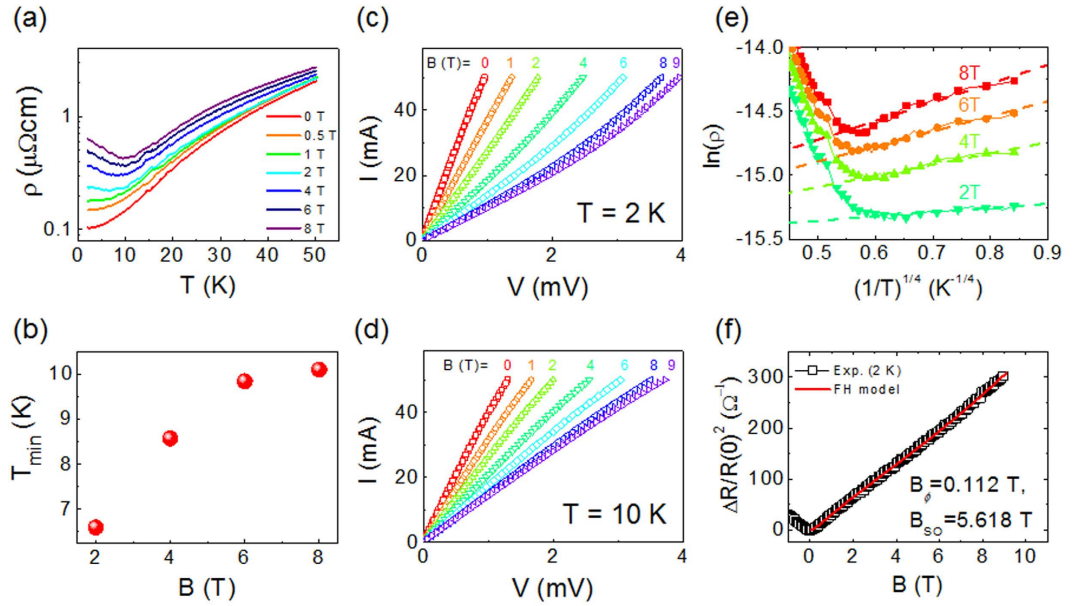 (a)
ρ (μΩcm)
1
0.1
0 T
0.5 T
1 T
2 T
4 T
6 T
8 T
0 10 20 30 40 50
T (K)
(b)
T_min (K)
10
9
8
7
2 4 6 8
B (T)
(c)
I (mA)
60
40
20
0
B (T)= 0 1 2 4 6 8 9
T = 2 K
0 2 4
V (mV)
(d)
I (mA)
60
40
20
0
B (T)= 0 1 2 4 6 8 9
T = 10 K
0 2 4
V (mV)
(e)
ln(ρ)
-14.0
-14.5
-15.0
-15.5
8T
6T
4T
2T
0.5 0.6 0.7 0.8 0.9
(1/T)^1/4 (K^-1/4)
(f)
ΔR/R(0)² (Ω⁻¹)
300
200
100
0
Exp. (2 K)
FH model
B_ϕ=0.112 T,
B_SO=5.618 T
0 2 4 6 8 10
B (T)